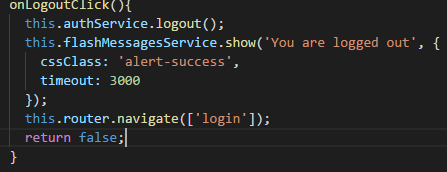 onLogoutClick(){
this.authService.logout();
this.flashMessagesService.show('You are logged out', {
cssClass: 'alert-success',
timeout: 3000
});
this.router.navigate(['login']);
return false;
}